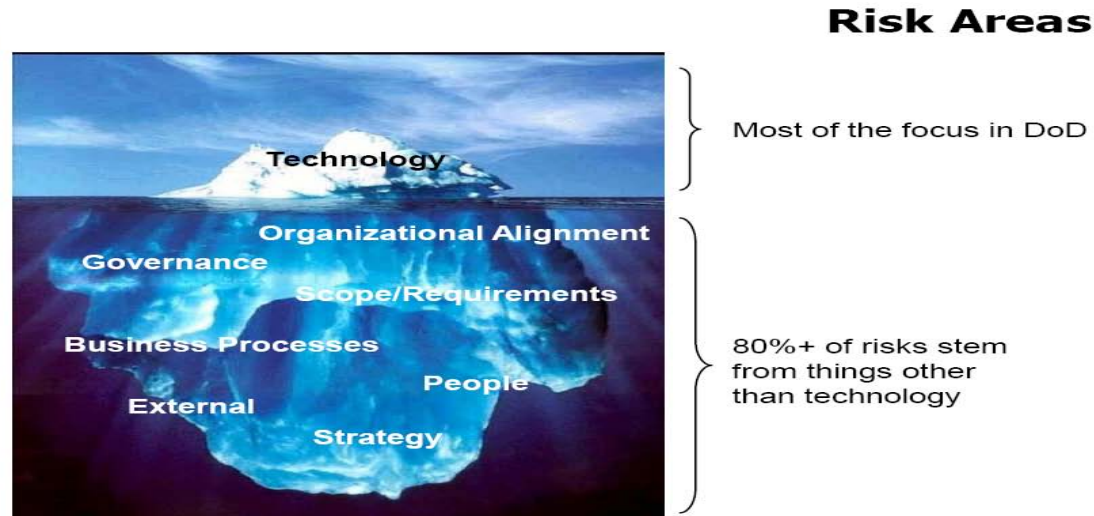 Risk Areas
Most of the focus in DoD
Technology
Organizational Alignment
Governance
Scope/Requirements
Business Processes
People
External
Strategy
80%+ of risks stem
from things other
than technology